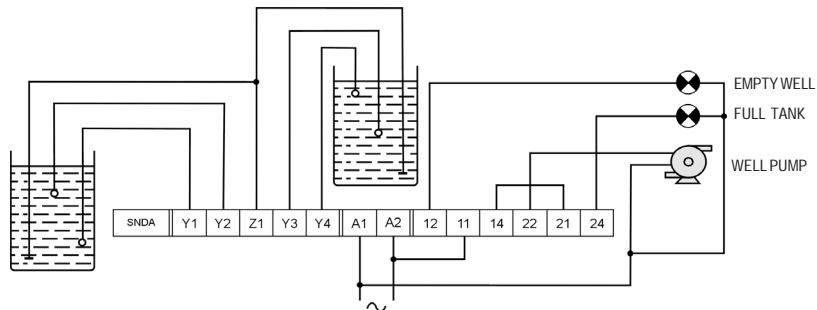 EMPTY WELL
FULL TANK
WELL PUMP
SNDA Y1 Y2 Z1 Y3 Y4 A1 A2 12 11 14 22 21 24
~